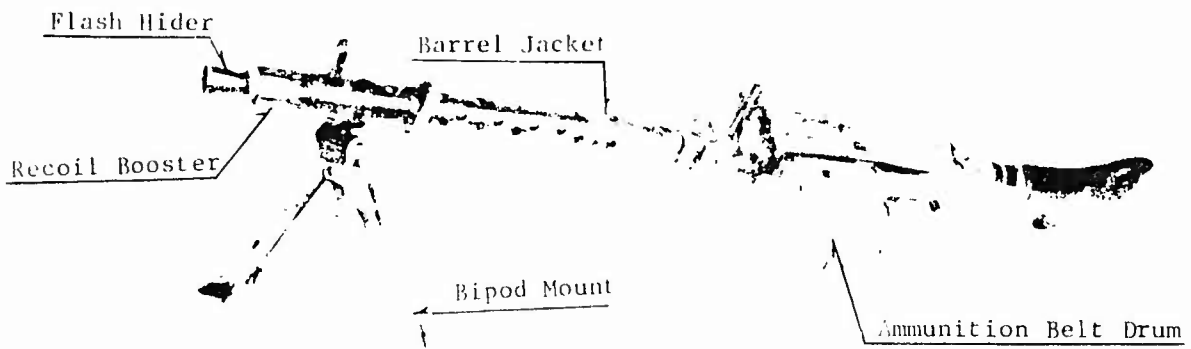 Flash Hider
Barrel Jacket
Recoil Booster
Bipod Mount
Ammunition Belt Drum